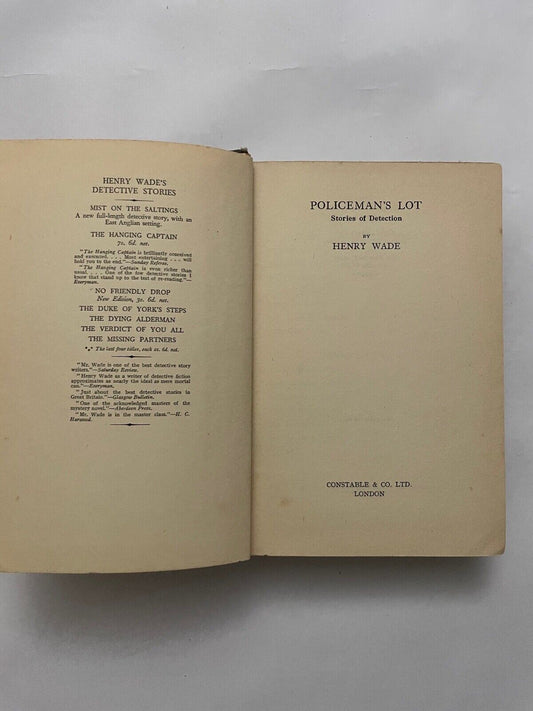 HENRY WADE'S
DETECTIVE STORIES
MIST ON THE SALTINGS
A new full-length detective story, with an
East Anglian setting.
THE HANGING CAPTAIN
7s. 6d. net.
"The Hanging Captain is brilliantly conceived
and executed. . . . Most entertaining . . . will
hold you to the end."—Sunday Referee.
"The Hanging Captain is even richer than
usual. . . . One of the few detective stories I
know that stand up to the test of re-reading."—
Everyman.
NO FRIENDLY DROP
New Edition, 3s. 6d. net.
THE DUKE OF YORK'S STEPS
THE DYING ALDERMAN
THE VERDICT OF YOU ALL
THE MISSING PARTNERS
*⁎* The last four titles, each 2s. 6d. net.
"Mr. Wade is one of the best detective story
writers."—Saturday Review.
"Henry Wade as a writer of detective fiction
approximates as nearly the ideal as mere mortal
can."—Everyman.
"Just about the best detective stories in
Great Britain."—Glasgow Bulletin.
"One of the acknowledged masters of the
mystery novel."—Aberdeen Press.
"Mr. Wade is in the master class."—H. C.
Harwood.
POLICEMAN'S LOT
Stories of Detection
BY
HENRY WADE
CONSTABLE & CO. LTD.
LONDON